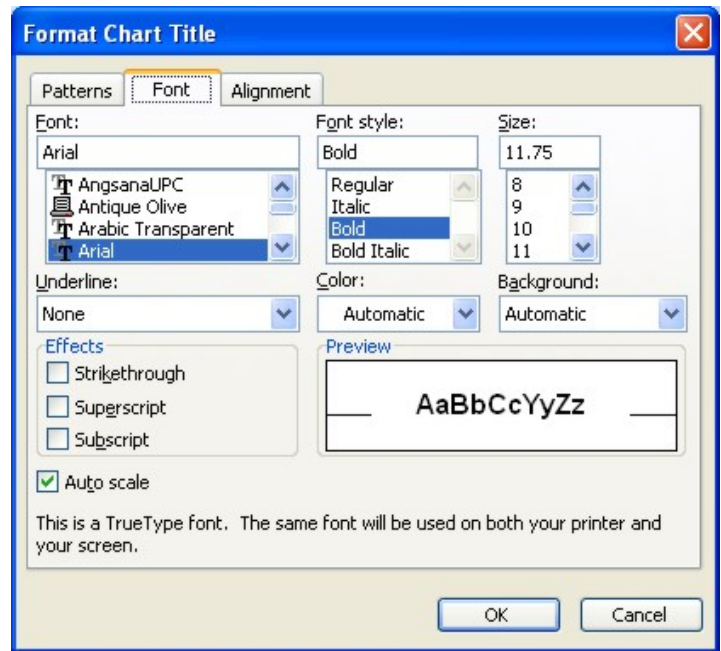 Format Chart Title
Patterns Font Alignment
Font: Font style: Size:
Arial Bold 11.75
AngsanaUPC Regular 8
Antique Olive Italic 9
Arabic Transparent Bold 10
Arial Bold Italic 11
Underline: Color: Background:
None Automatic Automatic
Effects Preview
Strikethrough
Superscript AaBbCcYyZz
Subscript
Auto scale
This is a TrueType font. The same font will be used on both your printer and
your screen.
OK Cancel